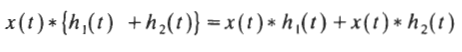 x(t) * {h₁(t) + h₂(t)} = x(t) * h₁(t) + x(t) * h₂(t)